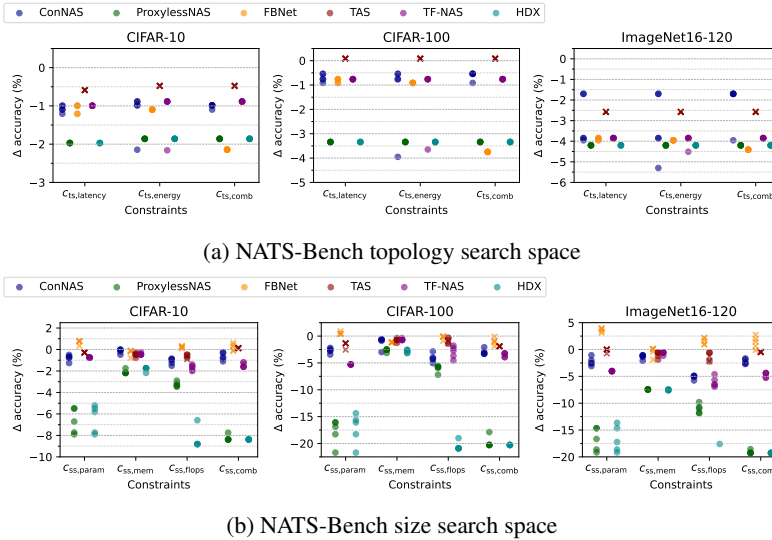 ConNAS ProxylessNAS FBNet TAS TF-NAS HDX
CIFAR-10 CIFAR-100 ImageNet16-120
Δ accuracy (%)
0
−1
−2
−3
c_ts,latency c_ts,energy c_ts,comb
Constraints
0
−1
−2
−3
−4
−5
c_ts,latency c_ts,energy c_ts,comb
Constraints
Δ accuracy (%)
0
−1
−2
−3
−4
−5
−6
c_ts,latency c_ts,energy c_ts,comb
Constraints
(a) NATS-Bench topology search space
ConNAS ProxylessNAS FBNet TAS TF-NAS HDX
CIFAR-10 CIFAR-100 ImageNet16-120
Δ accuracy (%)
2
0
−2
−4
−6
−8
−10
c_ss,param c_ss,mem c_ss,flops c_ss,comb
Constraints
Δ accuracy (%)
5
0
−5
−10
−15
−20
c_ss,param c_ss,mem c_ss,flops c_ss,comb
Constraints
Δ accuracy (%)
5
0
−5
−10
−15
−20
c_ss,param c_ss,mem c_ss,flops c_ss,comb
Constraints
(b) NATS-Bench size search space